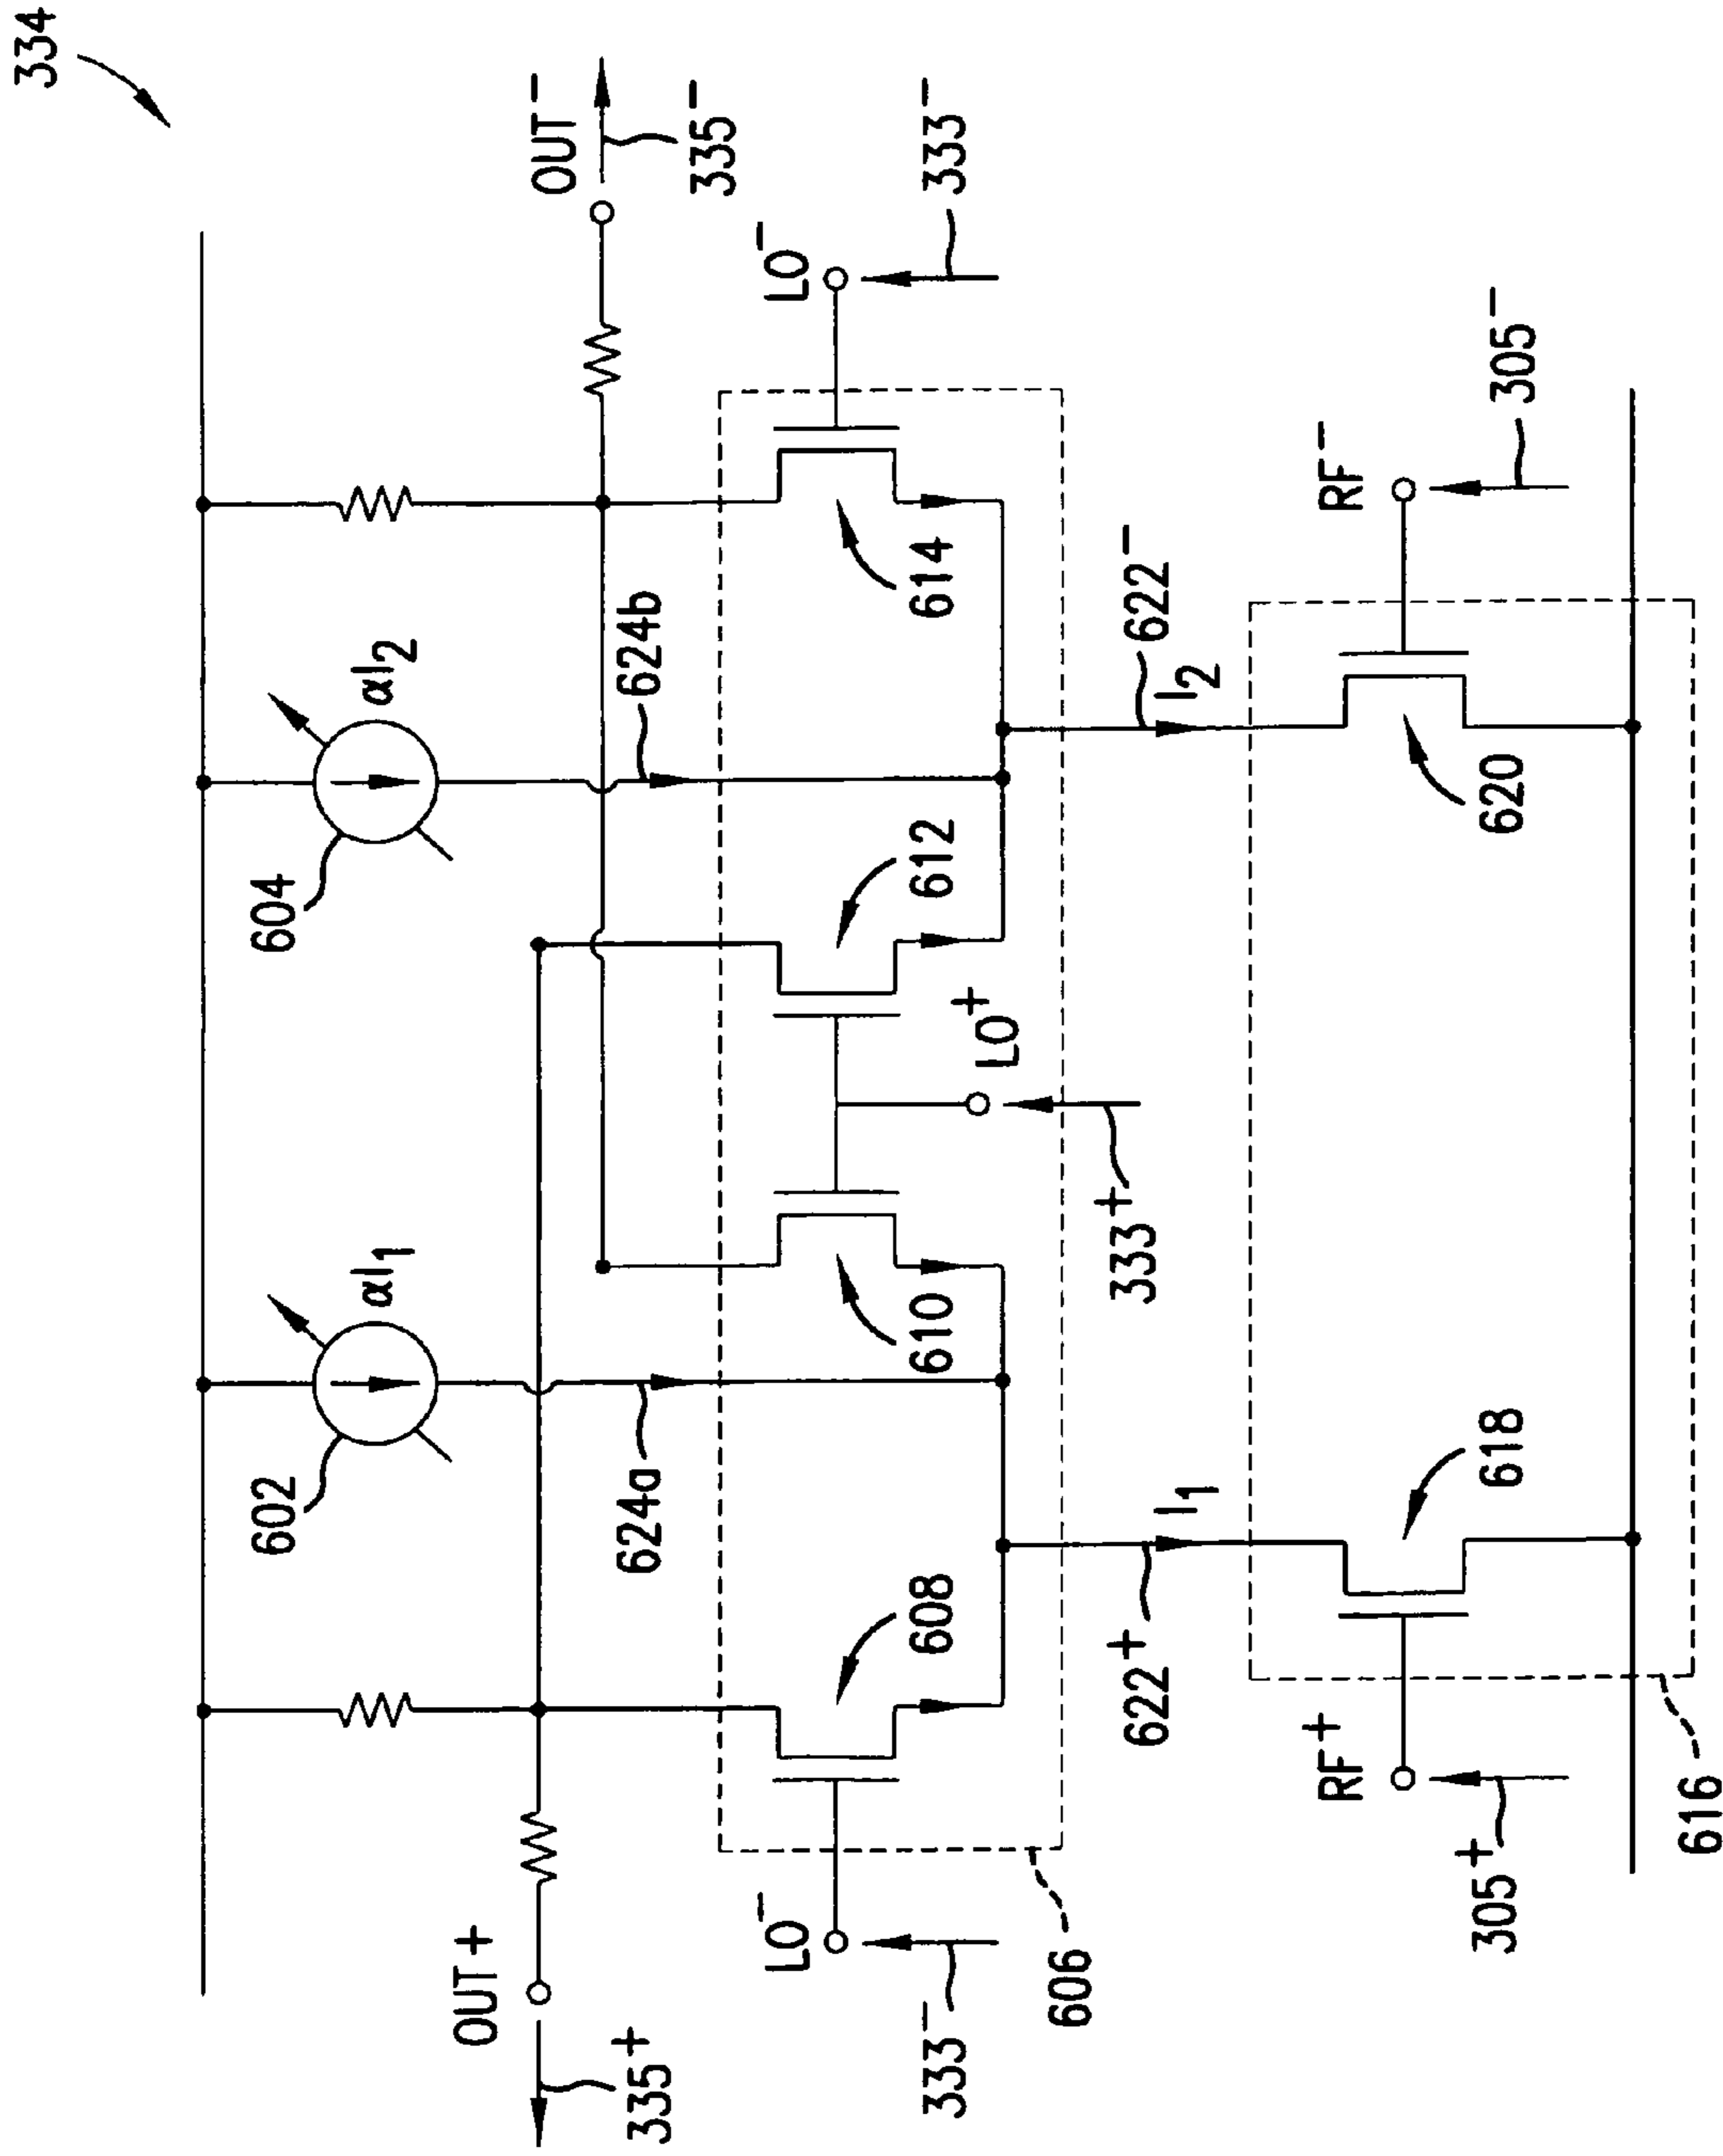 334
OUT⁻
335⁻
αI₂
604
αI₁
602
OUT+
335⁺
624b
624a
LO⁻
333⁻
614
612
610
608
LO⁺
333⁺
LO⁻
333⁻
606
622⁻
I₂
622⁺
I₁
RF⁻
305⁻
620
618
RF⁺
305⁺
616